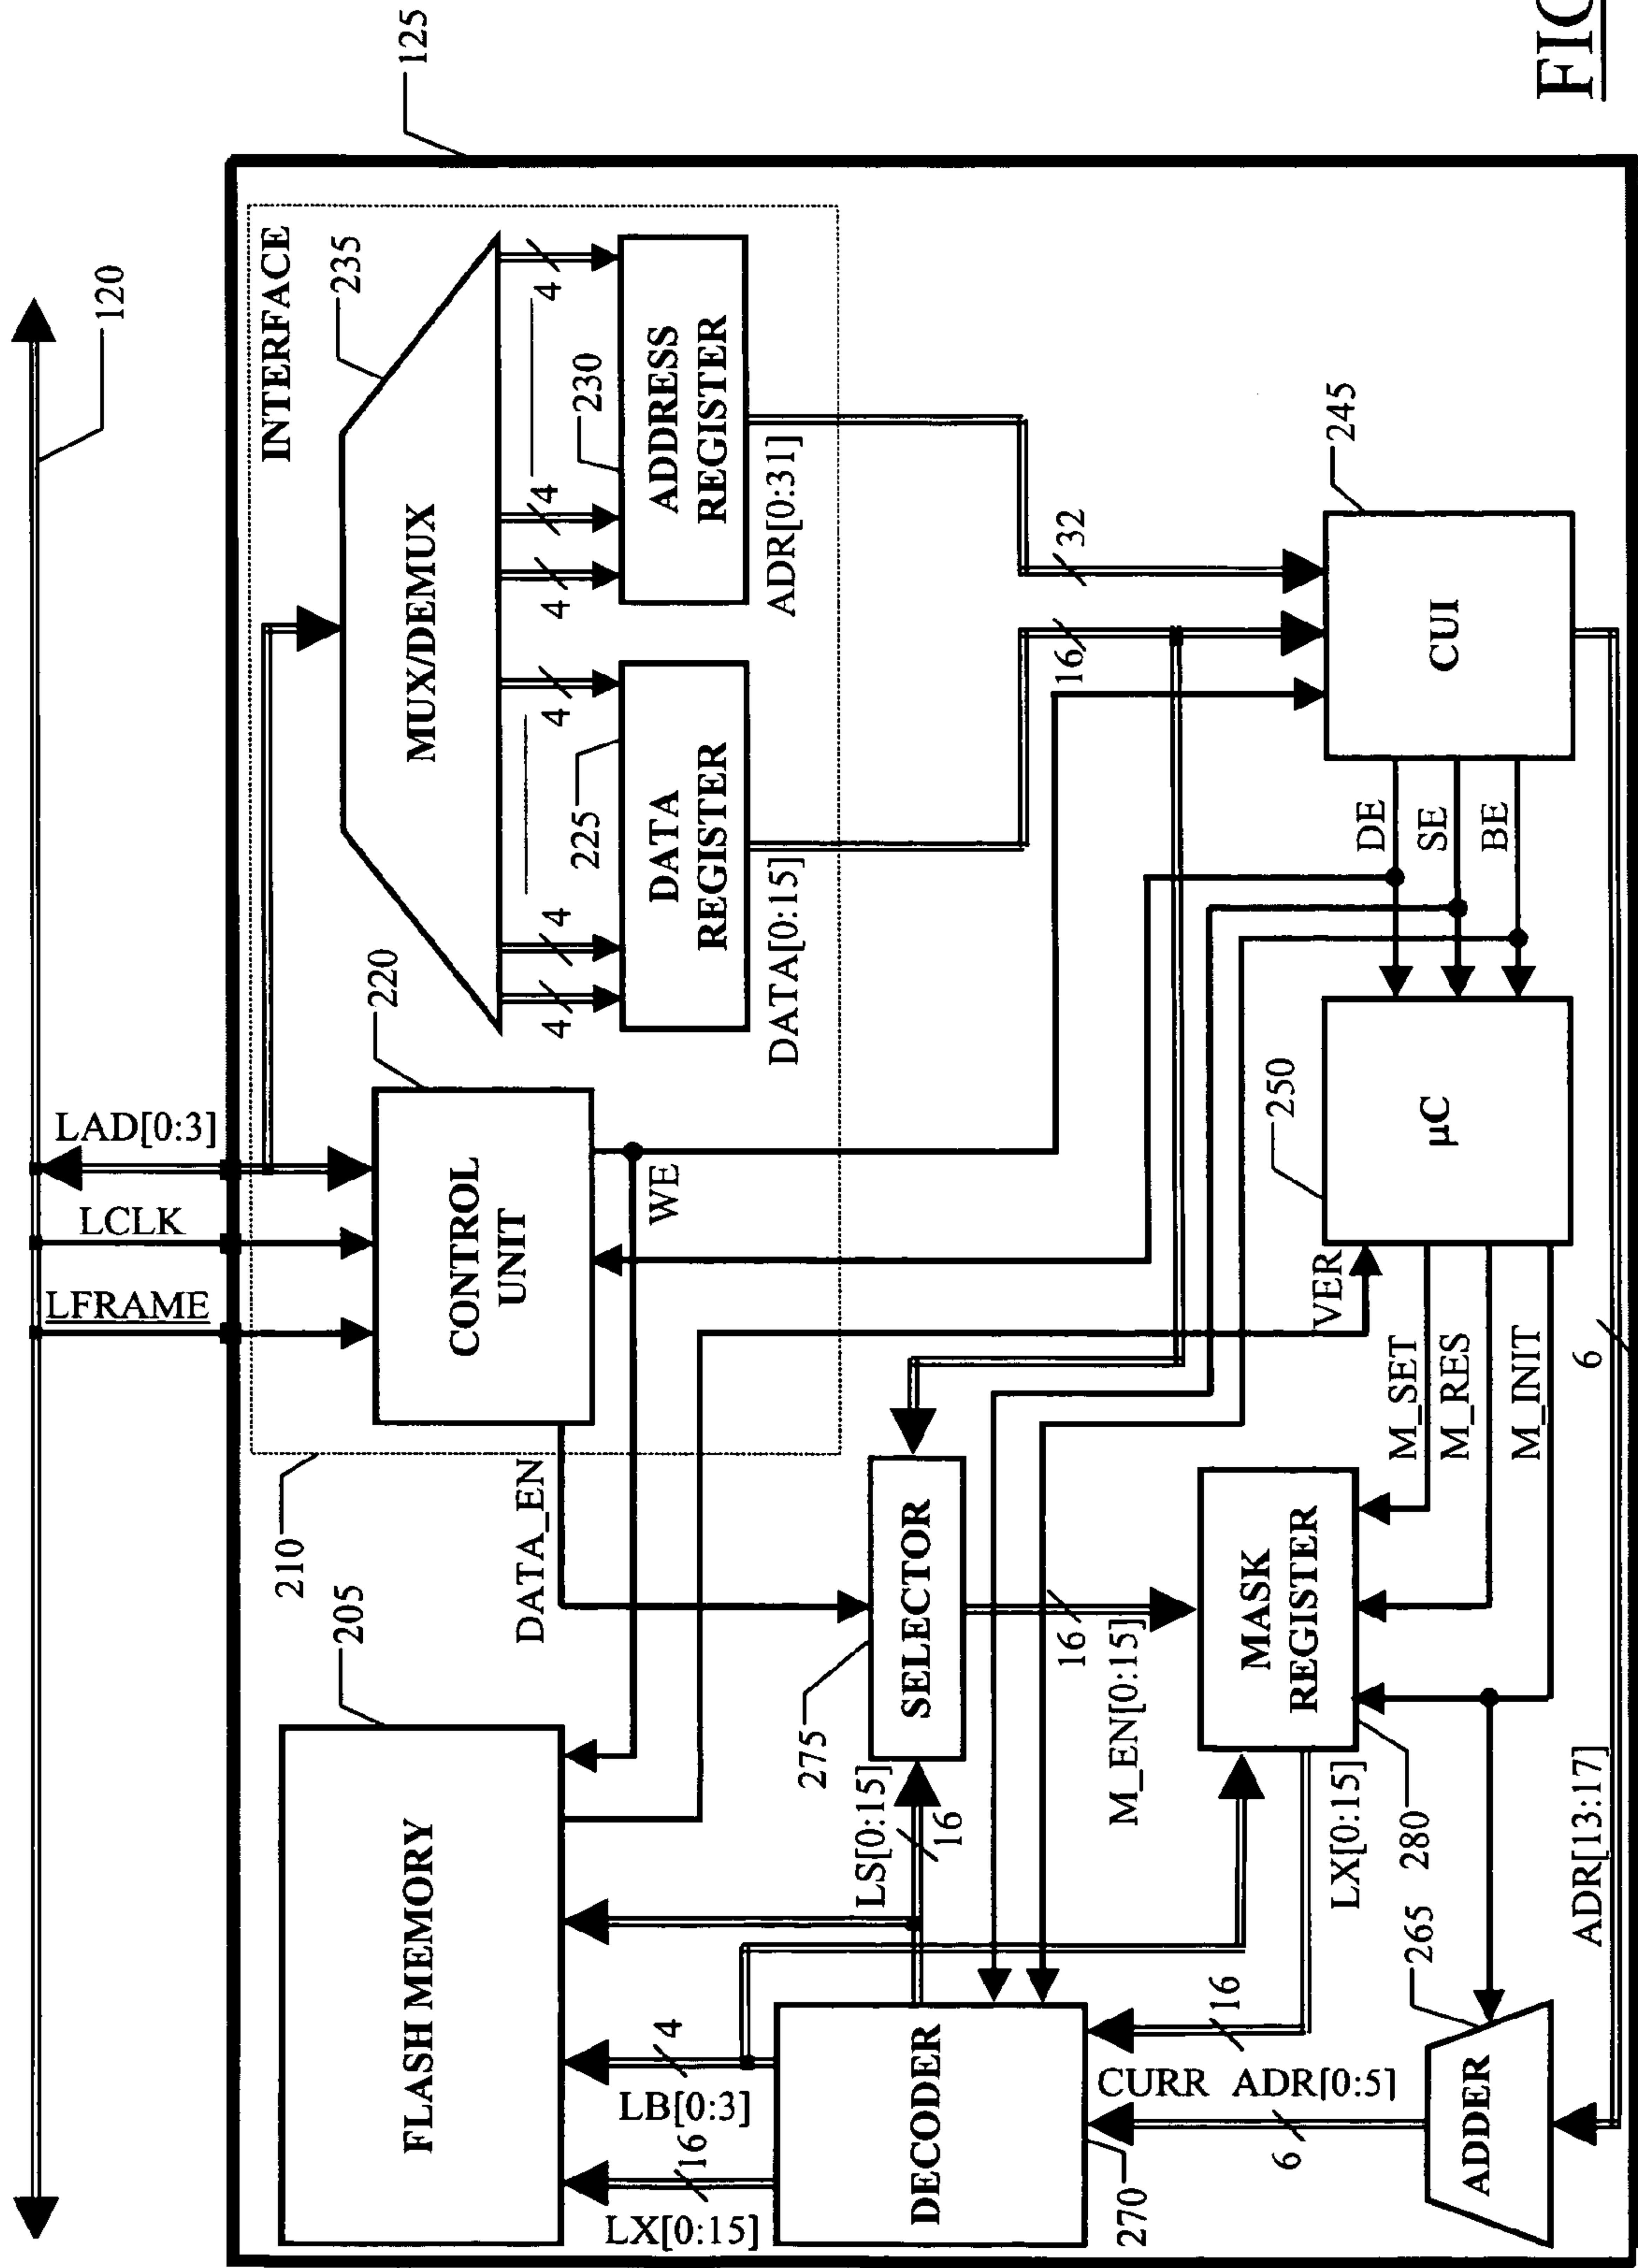 120
125
FIG
LAD[0:3]
LCLK
LFRAME
INTERFACE
235
MUX/DEMUX
4
4
4
4
4
4
ADDRESS
REGISTER
230
ADR[0:31]
DATA
REGISTER
225
DATA[0:15]
220
CONTROL
UNIT
WE
DATA_EN
210
205
FLASH MEMORY
SELECTOR
275
LS[0:15]
16
16
M_EN[0:15]
MASK
REGISTER
280
LX[0:15]
16
LB[0:3]
4
LX[0:15]
16
DECODER
270
CURR ADR[0:5]
6
ADDER
265
ADR[13:17]
6
32
16
CUI
245
DE
SE
BE
µC
250
VER
M_SET
M_RES
M_INIT